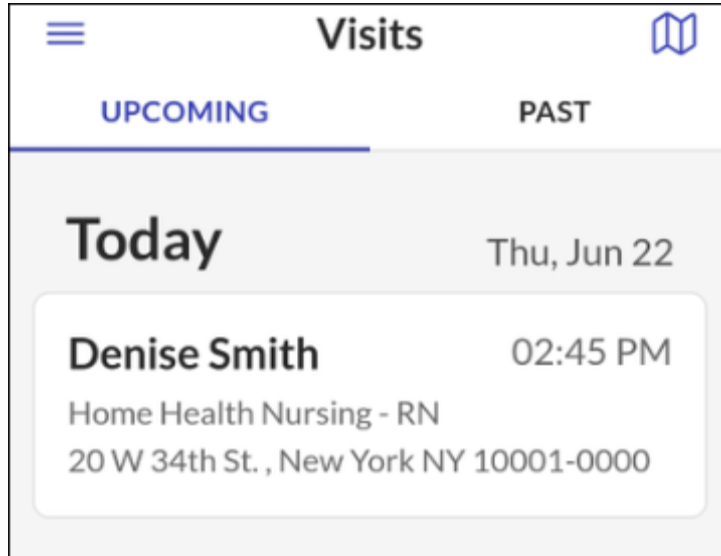 Visits
UPCOMING PAST
Today Thu, Jun 22
Denise Smith 02:45 PM
Home Health Nursing - RN
20 W 34th St. , New York NY 10001-0000